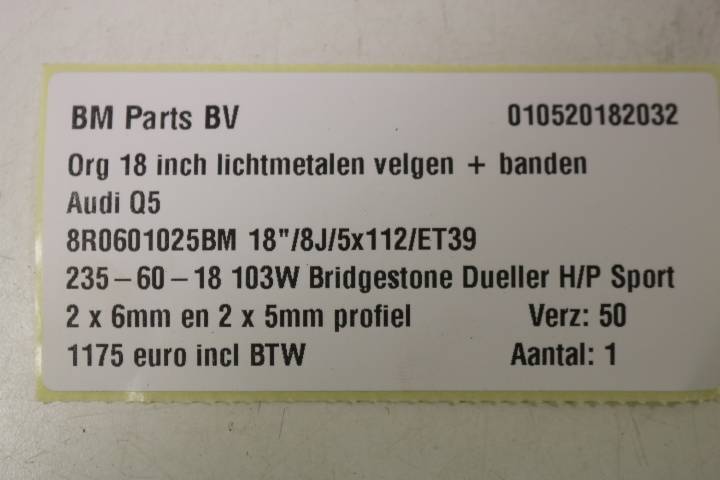 BM Parts BV 010520182032
Org 18 inch lichtmetalen velgen + banden
Audi Q5
8R0601025BM 18"/8J/5x112/ET39
235-60-18 103W Bridgestone Dueller H/P Sport
2 x 6mm en 2 x 5mm profiel Verz: 50
1175 euro incl BTW Aantal: 1